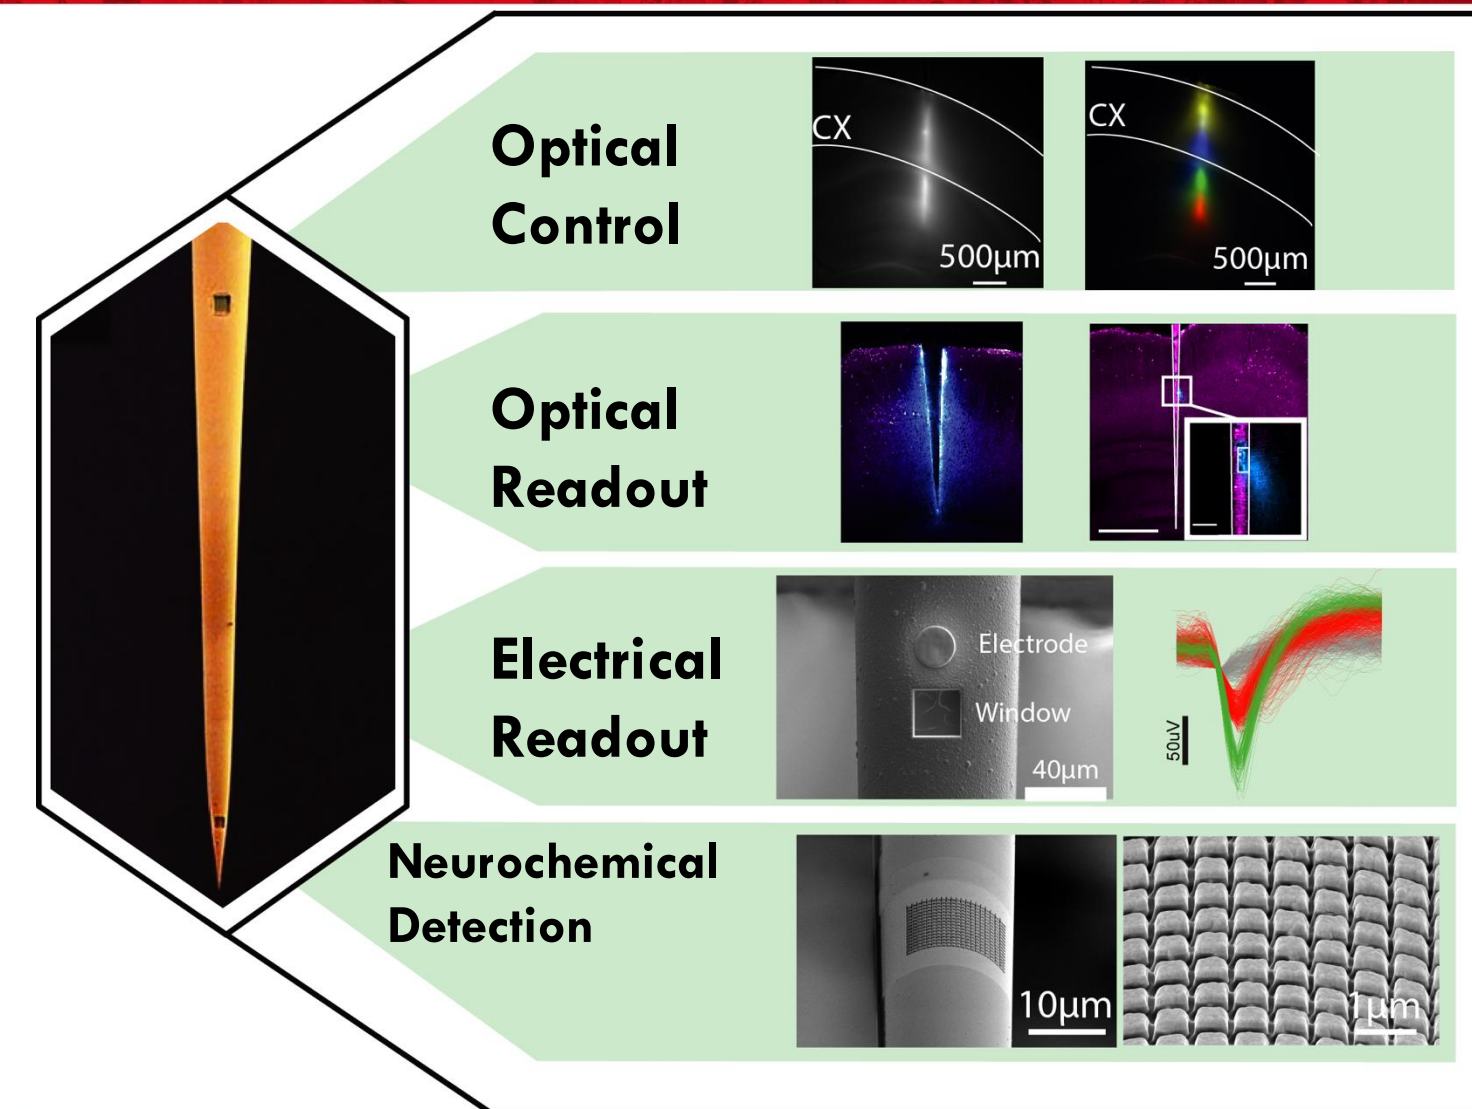 Optical
Control
CX
500µm
CX
500µm
Optical
Readout
Electrical
Readout
Electrode
Window
40µm
50uV
Neurochemical
Detection
10µm
1µm